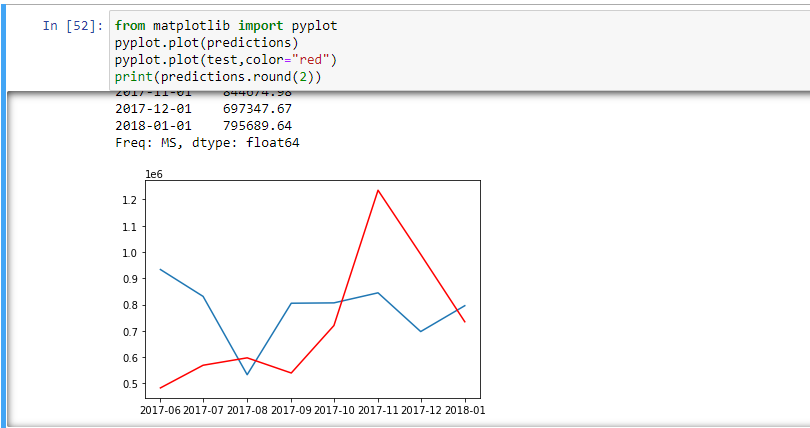 In [52]:
from matplotlib import pyplot
pyplot.plot(predictions)
pyplot.plot(test,color="red")
print(predictions.round(2))
2017-11-01 844674.98
2017-12-01 697347.67
2018-01-01 795689.64
Freq: MS, dtype: float64
1e6
1.2
1.1
1.0
0.9
0.8
0.7
0.6
0.5
2017-06 2017-07 2017-08 2017-09 2017-10 2017-11 2017-12 2018-01